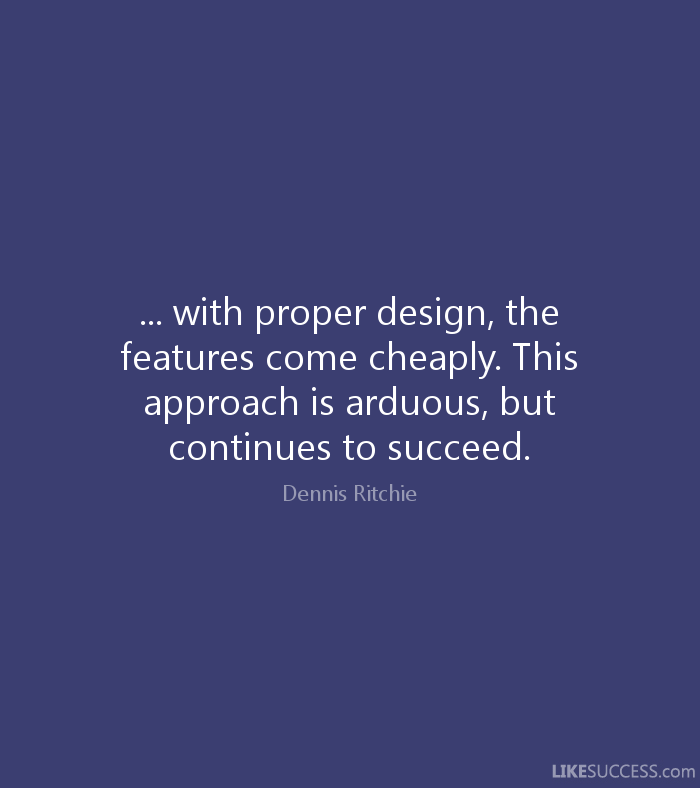 ... with proper design, the
features come cheaply. This
approach is arduous, but
continues to succeed.
Dennis Ritchie
LIKESUCCESS.com